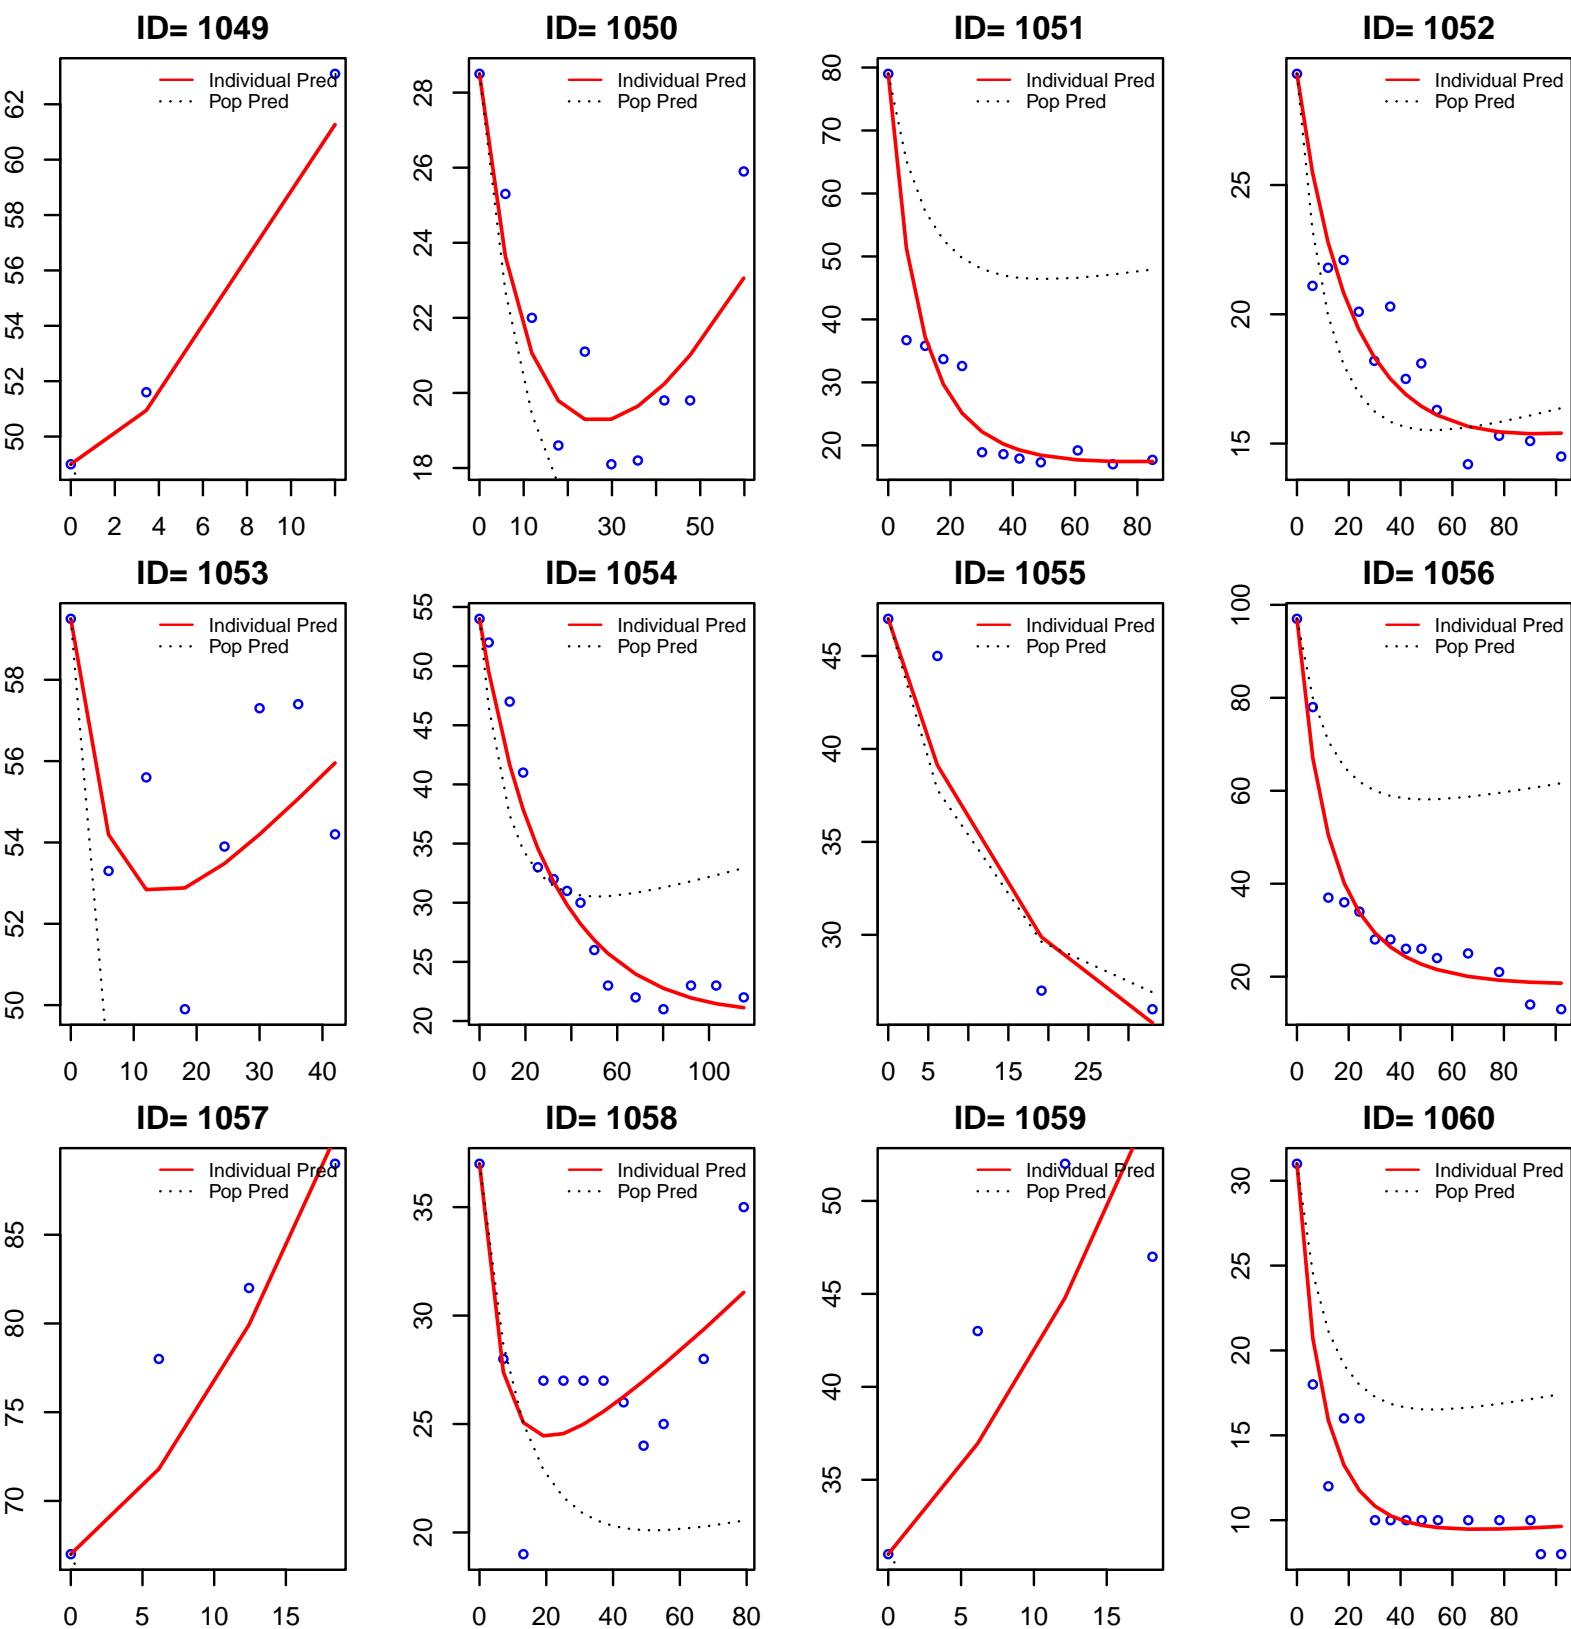 ID= 1049
Individual Pred
Pop Pred
50 52 54 56 58 60 62
0 2 4 6 8 10
ID= 1050
Individual Pred
Pop Pred
18 20 22 24 26 28
0 10 30 50
ID= 1051
Individual Pred
Pop Pred
20 30 40 50 60 70 80
0 20 40 60 80
ID= 1052
Individual Pred
Pop Pred
15 20 25
0 20 40 60 80
ID= 1053
Individual Pred
Pop Pred
50 52 54 56 58
0 10 20 30 40
ID= 1054
Individual Pred
Pop Pred
20 25 30 35 40 45 50 55
0 20 60 100
ID= 1055
Individual Pred
Pop Pred
30 35 40 45
0 5 15 25
ID= 1056
Individual Pred
Pop Pred
20 40 60 80 100
0 20 40 60 80
ID= 1057
Individual Pred
Pop Pred
70 75 80 85
0 5 10 15
ID= 1058
Individual Pred
Pop Pred
20 25 30 35
0 20 40 60 80
ID= 1059
Individual Pred
Pop Pred
35 40 45 50
0 5 10 15
ID= 1060
Individual Pred
Pop Pred
10 15 20 25 30
0 20 40 60 80